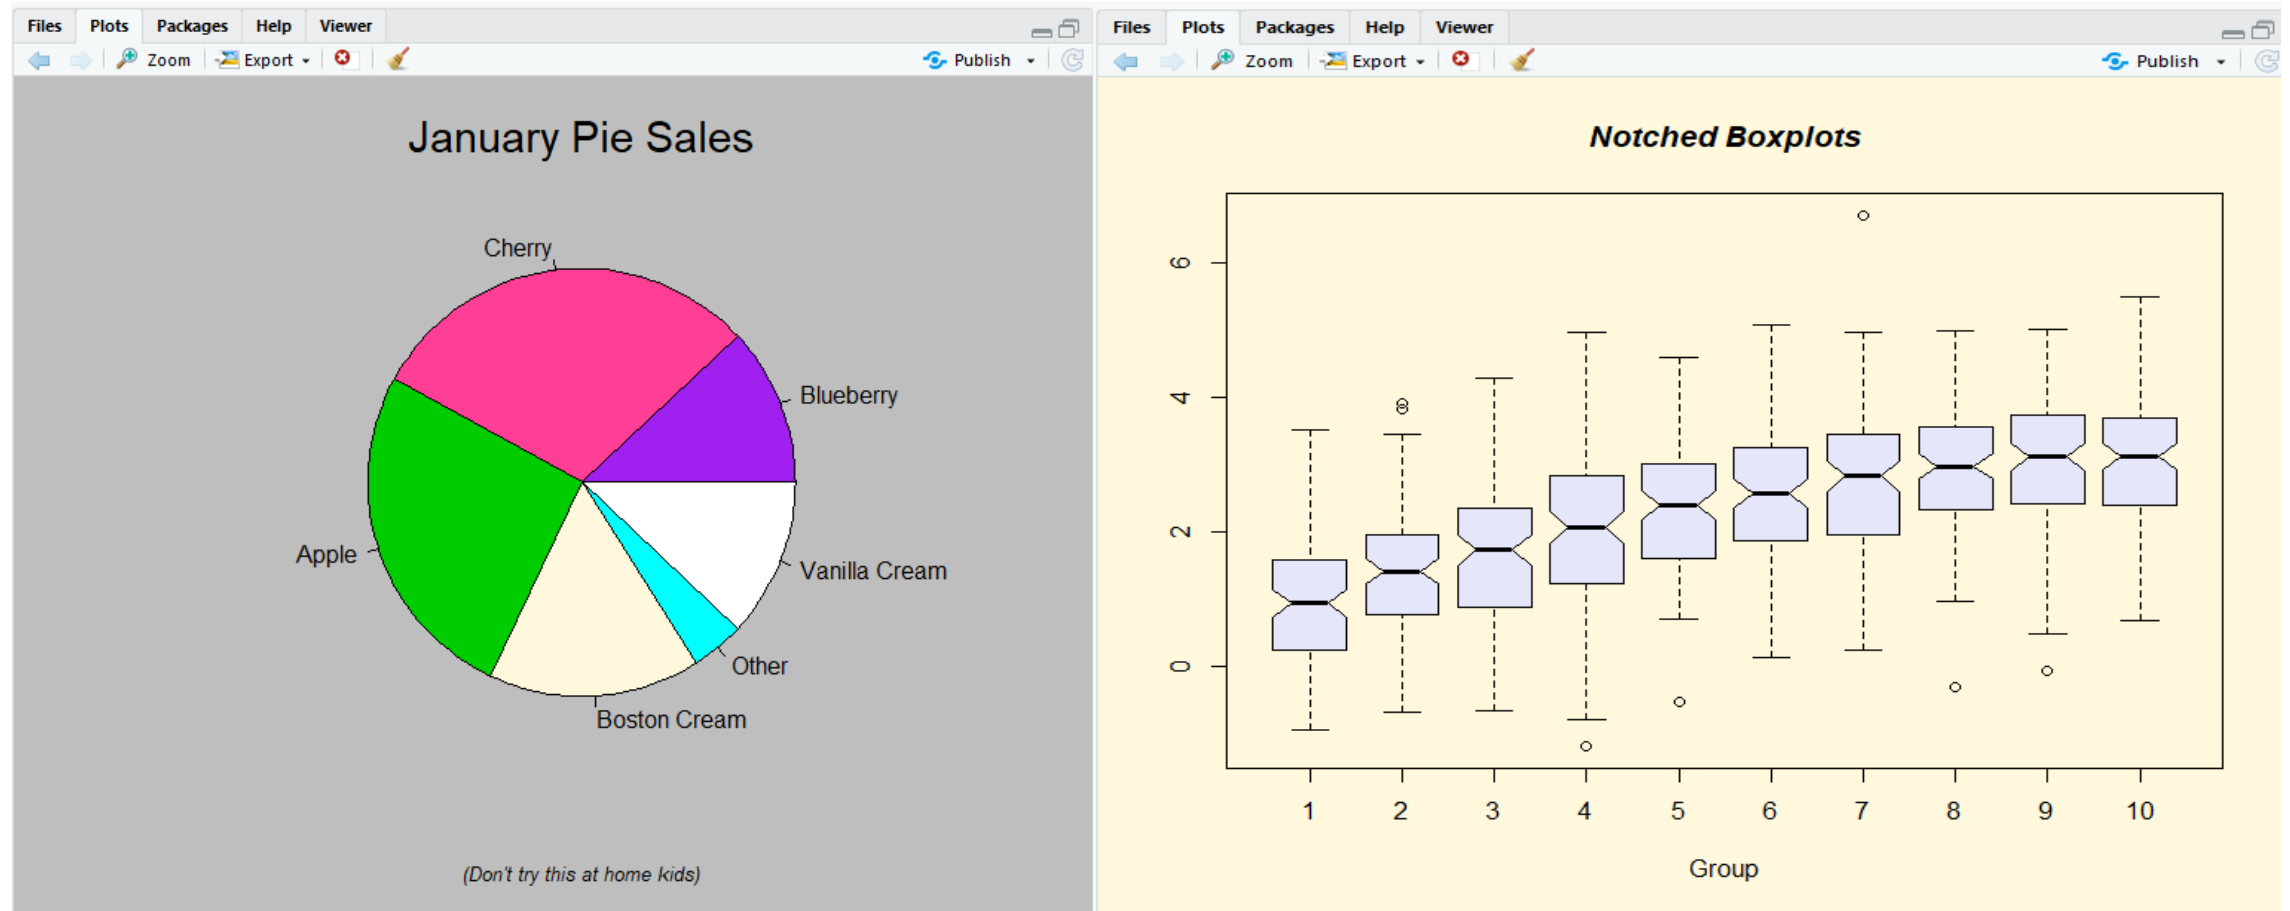 Files Plots Packages Help Viewer
Zoom Export Publish
January Pie Sales
Cherry
Blueberry
Apple
Vanilla Cream
Other
Boston Cream
(Don't try this at home kids)
Files Plots Packages Help Viewer
Zoom Export Publish
Notched Boxplots
6
4
2
0
1 2 3 4 5 6 7 8 9 10
Group